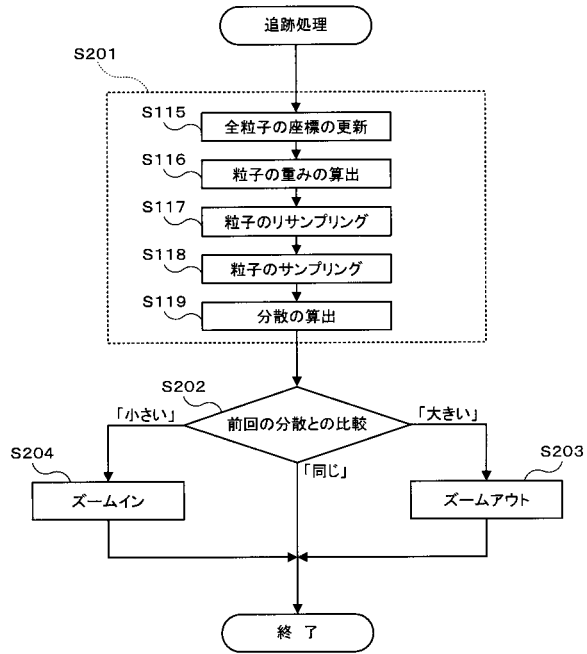 追跡処理
S201
S115
全粒子の座標の更新
S116
粒子の重みの算出
S117
粒子のリサンプリング
S118
粒子のサンプリング
S119
分散の算出
S202
前回の分散との比較
「小さい」
「大きい」
「同じ」
S204
ズームイン
S203
ズームアウト
終 了